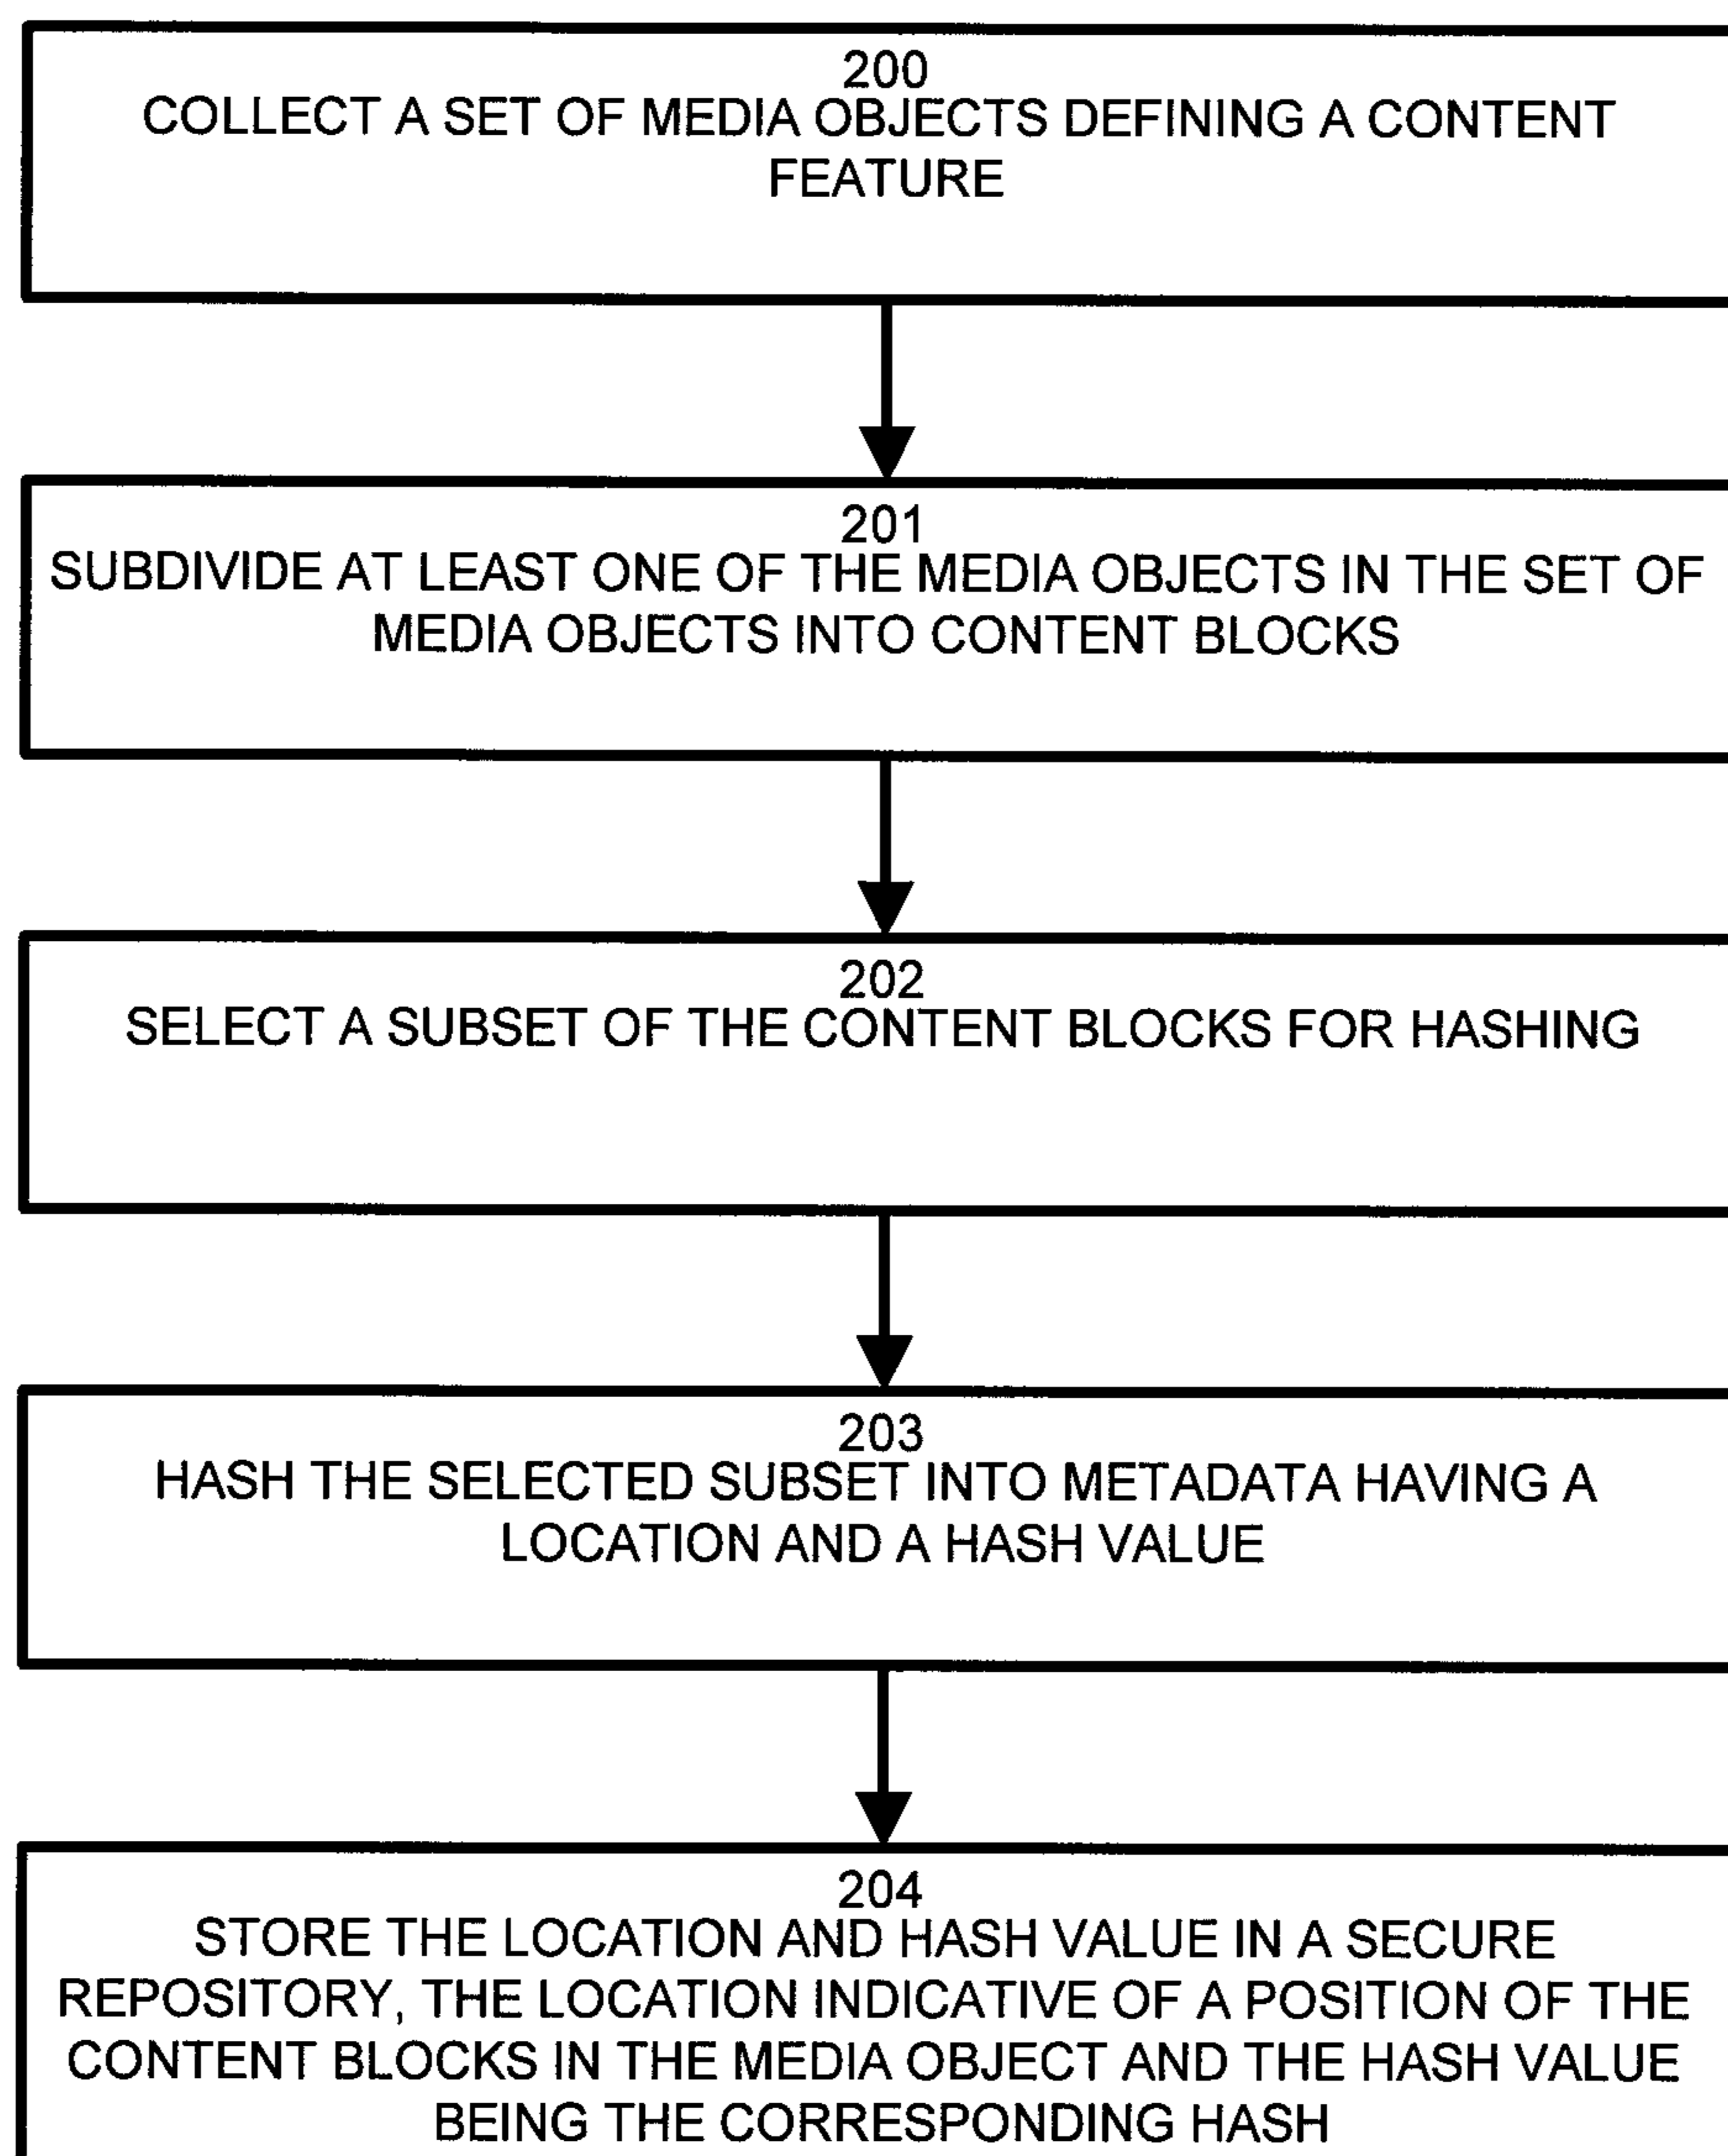 200
COLLECT A SET OF MEDIA OBJECTS DEFINING A CONTENT
FEATURE
201
SUBDIVIDE AT LEAST ONE OF THE MEDIA OBJECTS IN THE SET OF
MEDIA OBJECTS INTO CONTENT BLOCKS
202
SELECT A SUBSET OF THE CONTENT BLOCKS FOR HASHING
203
HASH THE SELECTED SUBSET INTO METADATA HAVING A
LOCATION AND A HASH VALUE
204
STORE THE LOCATION AND HASH VALUE IN A SECURE
REPOSITORY, THE LOCATION INDICATIVE OF A POSITION OF THE
CONTENT BLOCKS IN THE MEDIA OBJECT AND THE HASH VALUE
BEING THE CORRESPONDING HASH